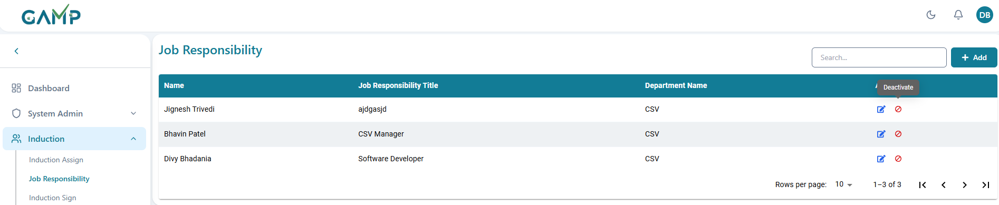 GAMP
DB
Job Responsibility
Search...
Add
Dashboard
System Admin
Induction
Induction Assign
Job Responsibility
Induction Sign
Name Job Responsibility Title Department Name
Deactivate
Jignesh Trivedi ajdgasjd CSV
Bhavin Patel CSV Manager CSV
Divy Bhadania Software Developer CSV
Rows per page: 10 1–3 of 3